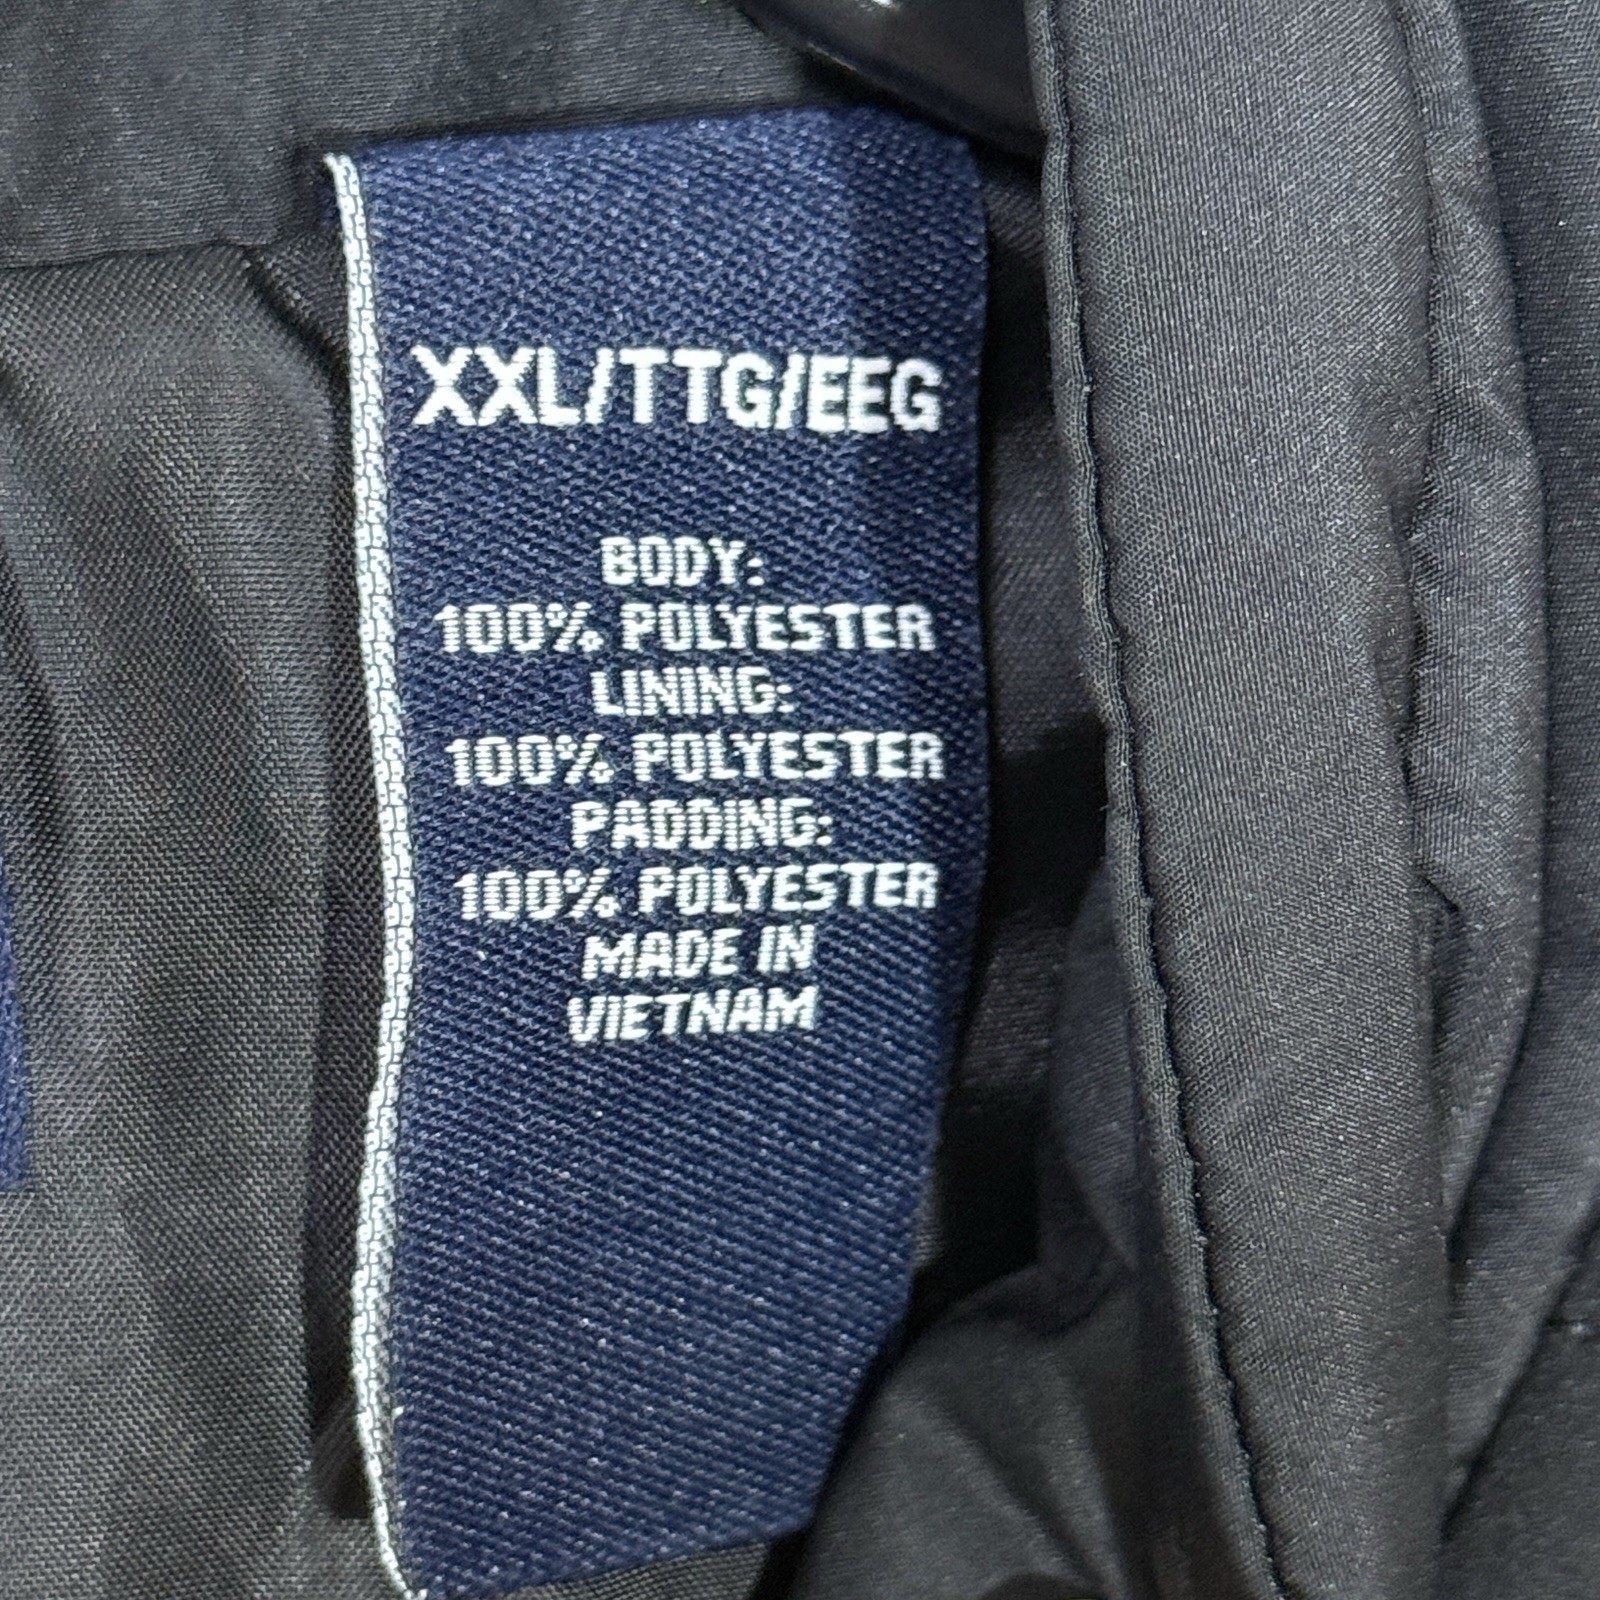 XXL/TTG/EEG
BODY:
100% POLYESTER
LINING:
100% POLYESTER
PADDING:
100% POLYESTER
MADE IN
VIETNAM